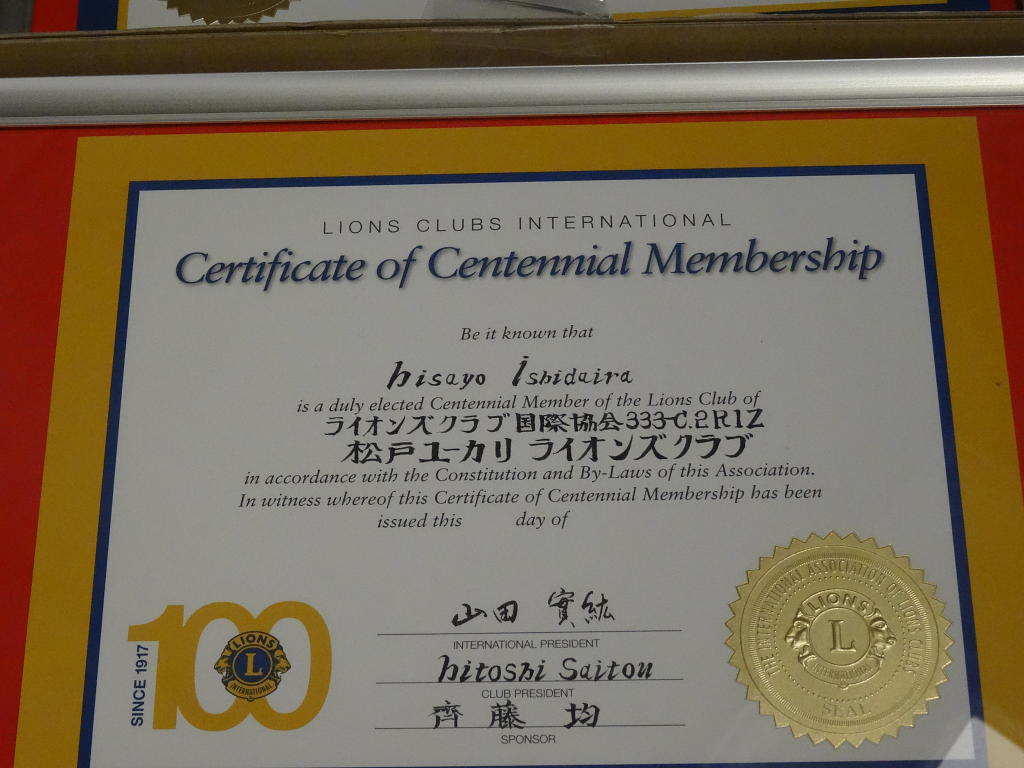 LIONS CLUBS INTERNATIONAL
Certificate of Centennial Membership
Be it known that
hisayo Ishidaira
is a duly elected Centennial Member of the Lions Club of
ライオンズクラブ国際協会333-C.2R1Z
松戸ユーカリ ライオンズクラブ
in accordance with the Constitution and By-Laws of this Association.
In witness whereof this Certificate of Centennial Membership has been
issued this day of
山田 實紘
INTERNATIONAL PRESIDENT
hitoshi Saitou
CLUB PRESIDENT
齊藤 均
SPONSOR
SINCE 1917
100
LIONS
L
INTERNATIONAL
THE INTERNATIONAL ASSOCIATION OF LIONS CLUBS
LIONS
L
INTERNATIONAL
SEAL